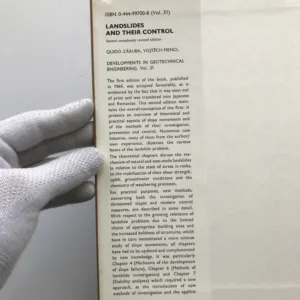 ISBN 0-444-99700-8 (Vol. 31)
LANDSLIDES
AND THEIR CONTROL
Second completely revised edition
QUIDO ZÁRUBA, VOJTĚCH MENCL
DEVELOPMENTS IN GEOTECHNICAL
ENGINEERING Vol. 31
The first edition of the book, published
in 1969, was accepted favourably, as is
evidenced by the fact that it was soon out
of print and was translated into Japanese
and Romanian. This second edition main-
tains the overall conception of the first: it
presents an overview of theoretical and
practical aspects of slope movement and
of the methods of their investigation,
prevention and control. Numerous case
histories, many of them from the authors'
own experience, illustrate the various
facets of the landslide problem.
The theoretical chapters discuss the me-
chanism of natural and man-made landslides
in relation to the state of stress in rocks,
to the mobilization of their shear strength,
uplift, groundwater conditions and the
chemistry of weathering processes.
For practical purposes, new methods,
concerning both the investigation of
threatened slopes and modern control
measures, are described in some detail.
With respect to the growing relevance of
landslide problems due to the limited
choice of appropriate building sites and
the increased boldness of structures, which
have in turn necessitated a more intense
study of slope movement, all chapters
have had to be updated and complemented
by new knowledge. It was particularly
Chapter 4 (Mechanics of the development
of slope failure), Chapter 6 (Methods of
landslide investigation) and Chapter 7
(Stability analyses) which required a new
approach, as the introduction of new
methods of investigation and the applica-